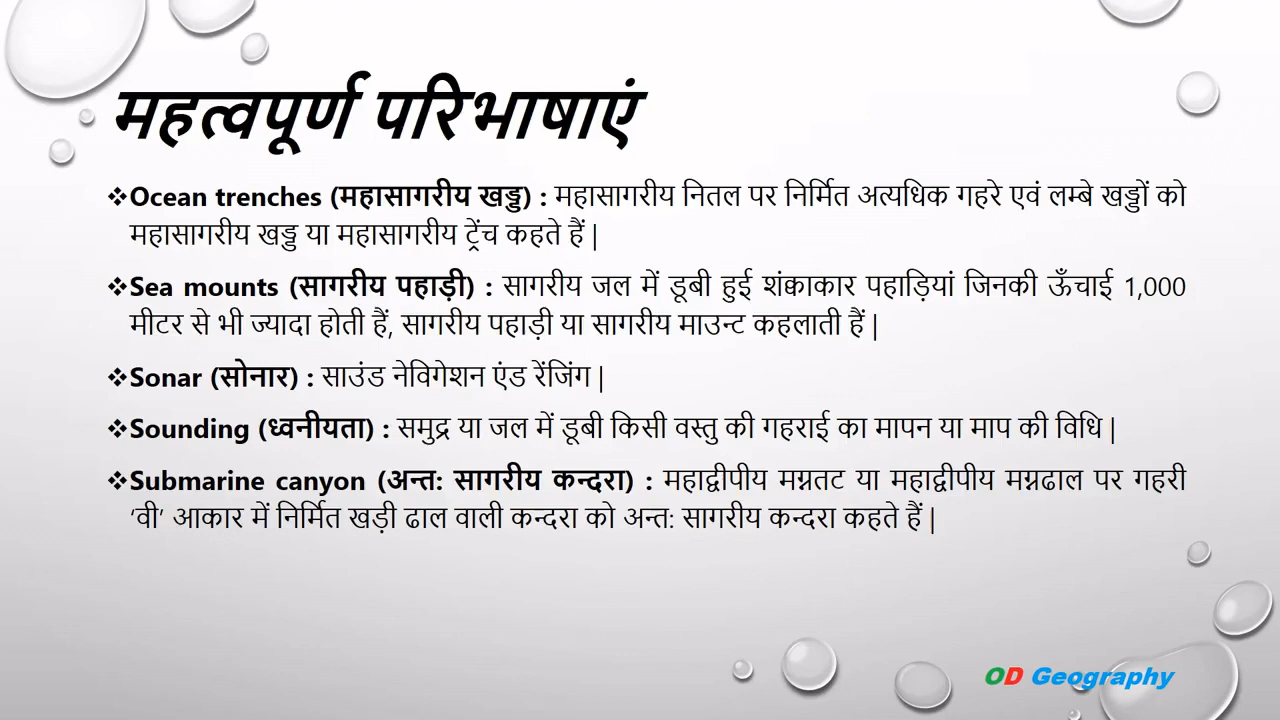 महत्वपूर्ण परिभाषाएं
❖Ocean trenches (महासागरीय खड्ड) : महासागरीय नितल पर निर्मित अत्यधिक गहरे एवं लम्बे खड्डों को
महासागरीय खड्ड या महासागरीय ट्रेंच कहते हैं |
❖Sea mounts (सागरीय पहाड़ी) : सागरीय जल में डूबी हुई शंक्वाकार पहाड़ियां जिनकी ऊँचाई 1,000
मीटर से भी ज्यादा होती हैं, सागरीय पहाड़ी या सागरीय माउन्ट कहलाती हैं |
❖Sonar (सोनार) : साउंड नेविगेशन एंड रेंजिंग |
❖Sounding (ध्वनीयता) : समुद्र या जल में डूबी किसी वस्तु की गहराई का मापन या माप की विधि |
❖Submarine canyon (अन्त: सागरीय कन्दरा) : महाद्वीपीय मग्नतट या महाद्वीपीय मग्नढाल पर गहरी
‘वी’ आकार में निर्मित खड़ी ढाल वाली कन्दरा को अन्त: सागरीय कन्दरा कहते हैं |
OD Geography